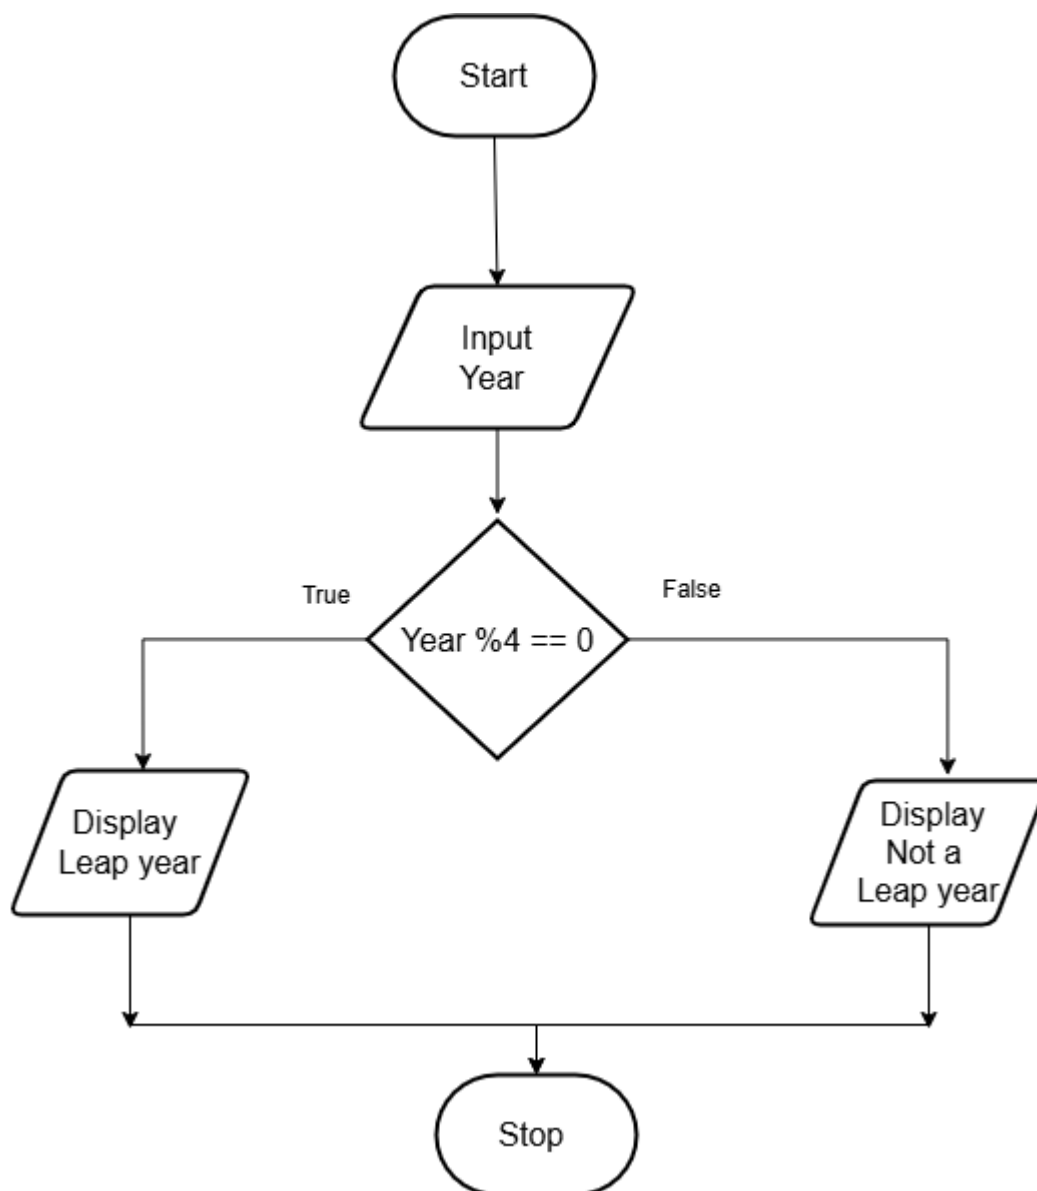 Start
Input
Year
True
False
Year %4 == 0
Display
Leap year
Display
Not a
Leap year
Stop